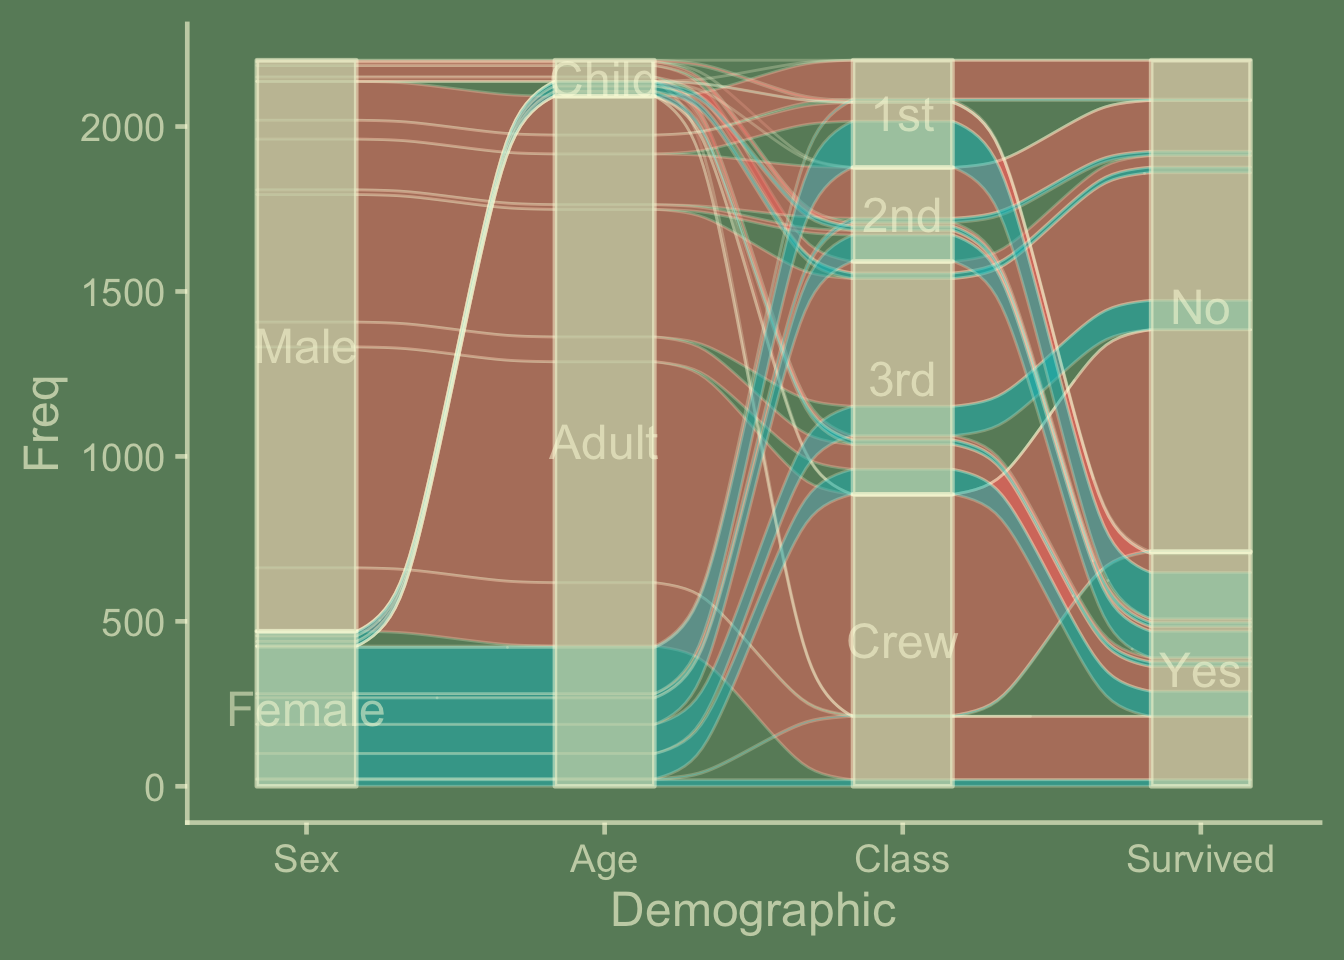 Freq
2000
1500
1000
500
0
Male
Female
Child
Adult
1st
2nd
3rd
Crew
No
Yes
Sex
Age
Class
Survived
Demographic